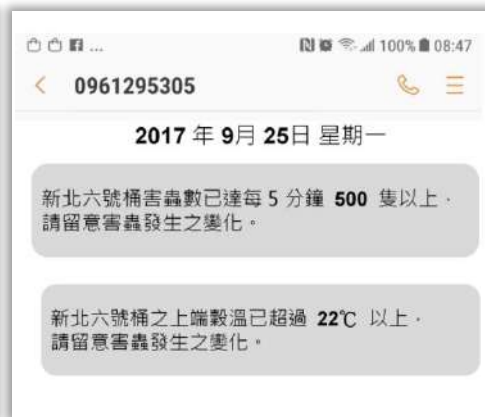 ... 100% 08:47
0961295305
2017 年 9月 25日 星期一
新北六號桶害蟲數已達每 5 分鐘 500 隻以上，
請留意害蟲發生之變化。
新北六號桶之上端穀溫已超過 22℃ 以上，
請留意害蟲發生之變化。